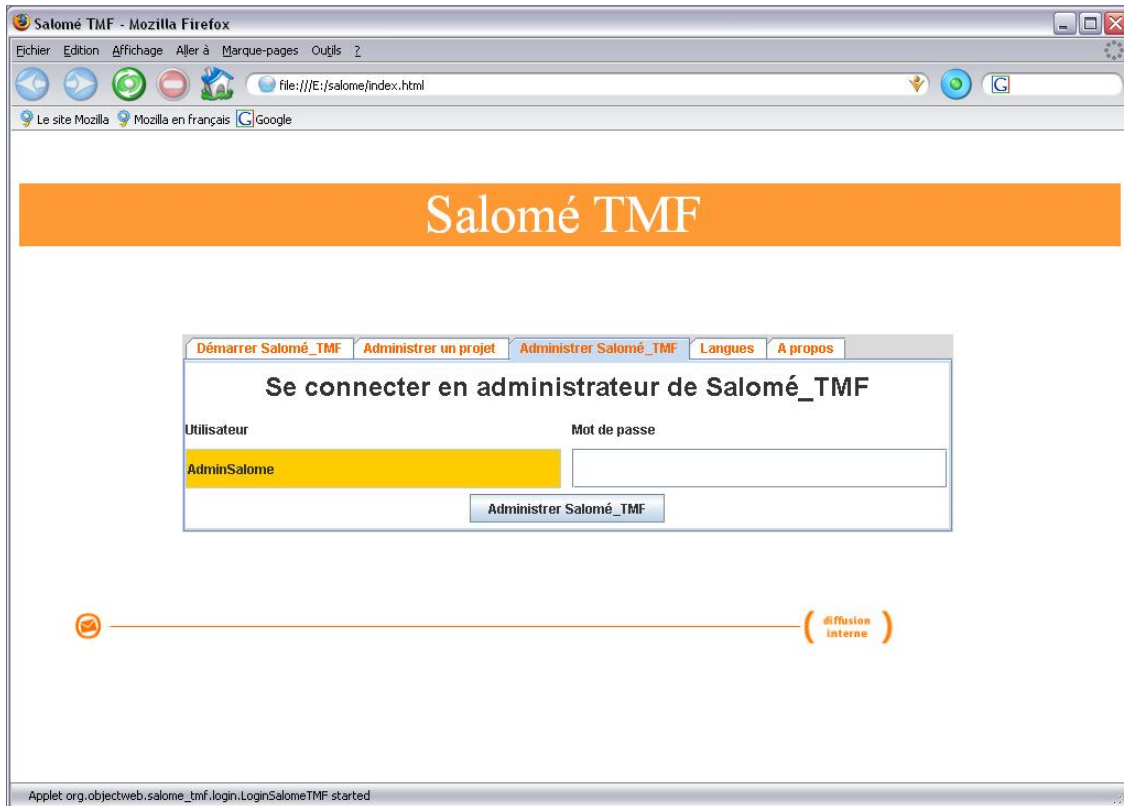 Salomé TMF - Mozilla Firefox
Fichier Edition Affichage Aller à Marque-pages Outils ?
file:///E:/salome/index.html G
Le site Mozilla Mozilla en français G Google
Salomé TMF
Démarrer Salomé_TMF Administrer un projet Administrer Salomé_TMF Langues A propos
Se connecter en administrateur de Salomé_TMF
Utilisateur Mot de passe
AdminSalome
Administrer Salomé_TMF
diffusion
interne
Applet org.objectweb.salome_tmf.login.LoginSalomeTMF started